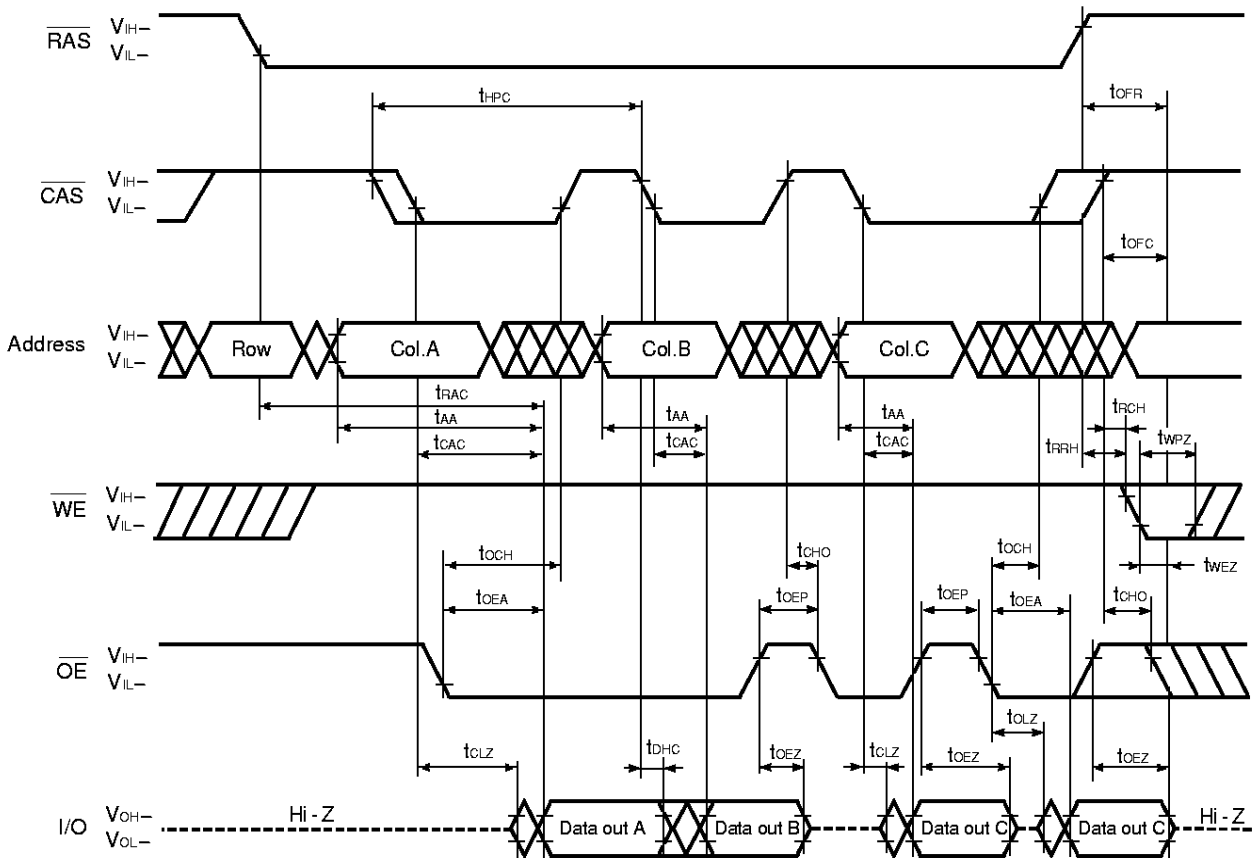 RAS VIH– VIL–
tHPC tOFR
CAS VIH– VIL–
tOFC
Address VIH– VIL– Row Col.A Col.B Col.C
tRAC
tAA tAA tAA
tCAC tCAC tCAC
tRCH
tRRH tWPZ
WE VIH– VIL–
tOCH tCHO tOCH tWEZ
tOEA tOEP tOEP tOEA tCHO
OE VIH– VIL–
tOLZ
tCLZ tDHC tOEZ tCLZ tOEZ tOEZ
I/O VOH– VOL– Hi - Z Data out A Data out B Data out C Data out C Hi - Z